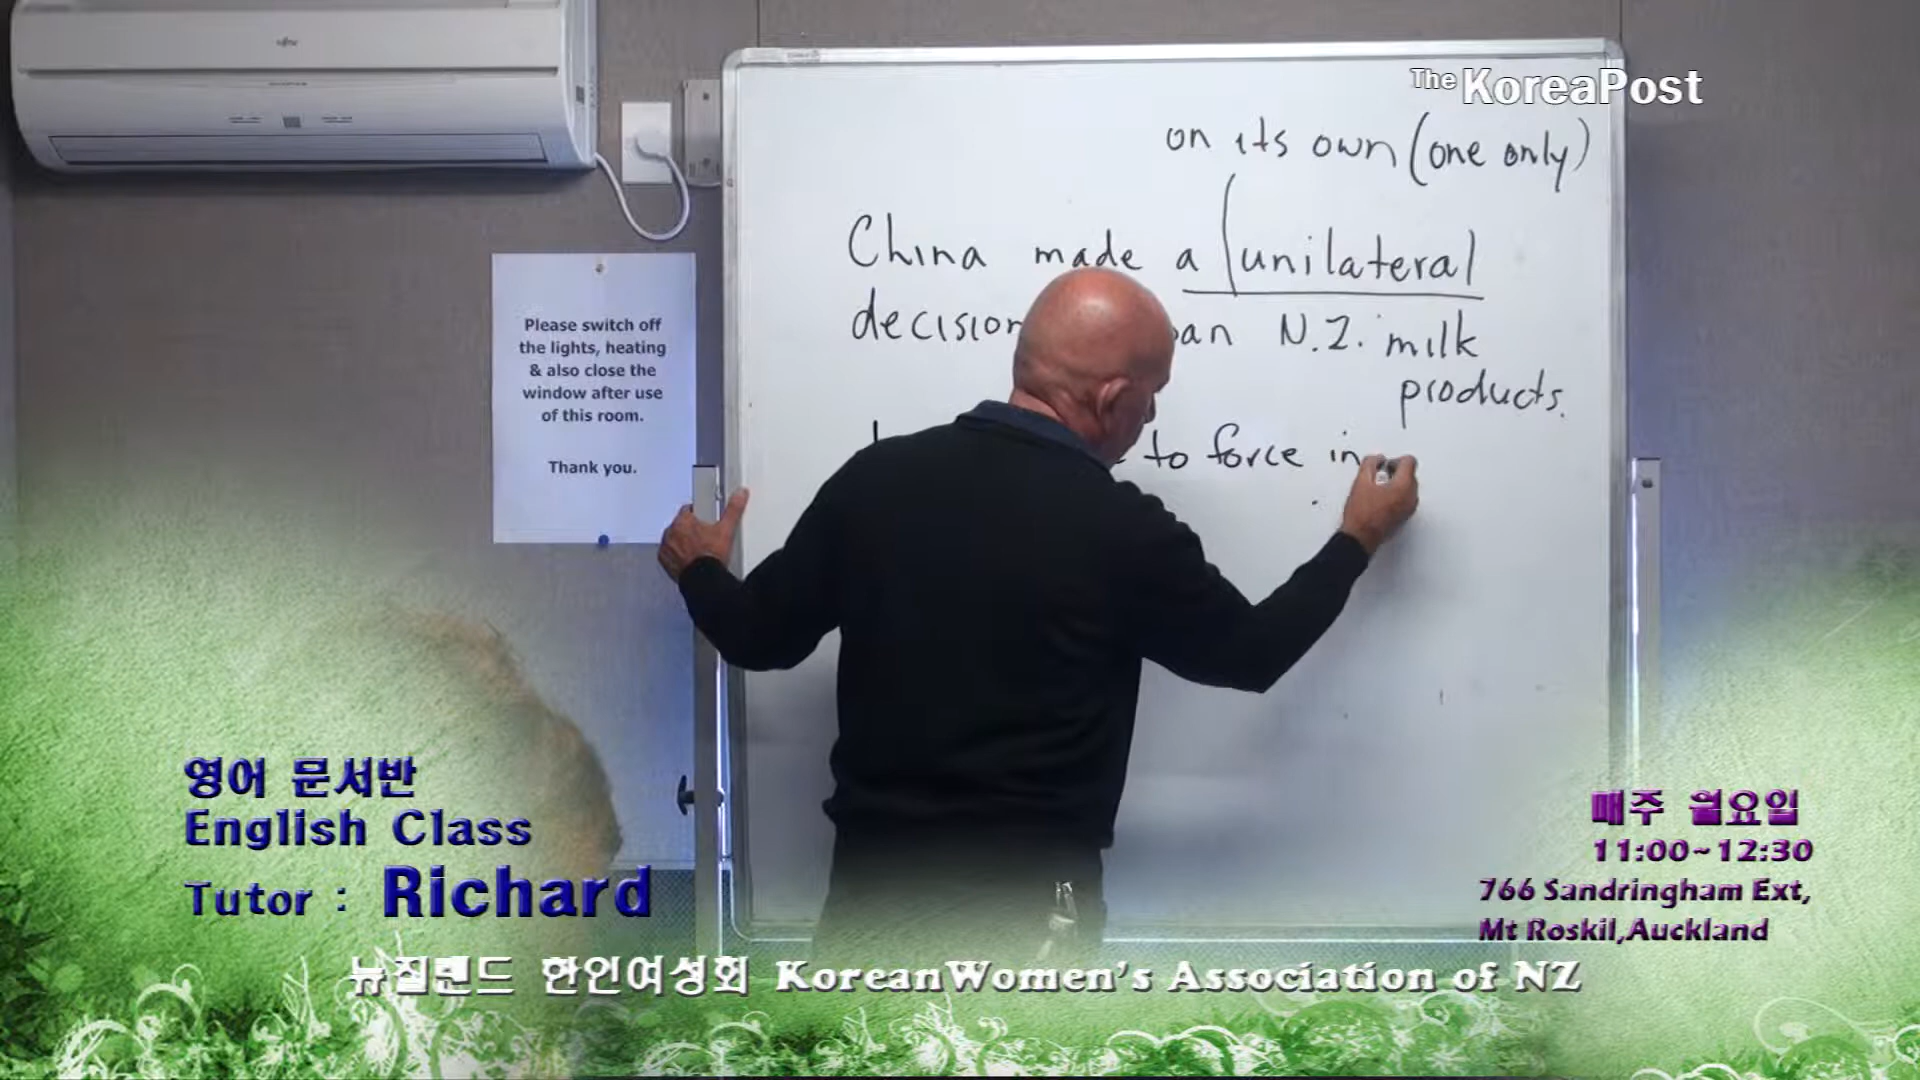 The KoreaPost
on its own (one only)
China made a unilateral
decision an N.Z. milk
products.
to force in
Please switch off
the lights, heating
& also close the
window after use
of this room.
Thank you.
영어 문서반
English Class
Tutor : Richard
매주 월요일
11:00~12:30
766 Sandringham Ext,
Mt Roskil,Auckland
뉴질랜드 한인여성회 KoreanWomen's Association of NZ